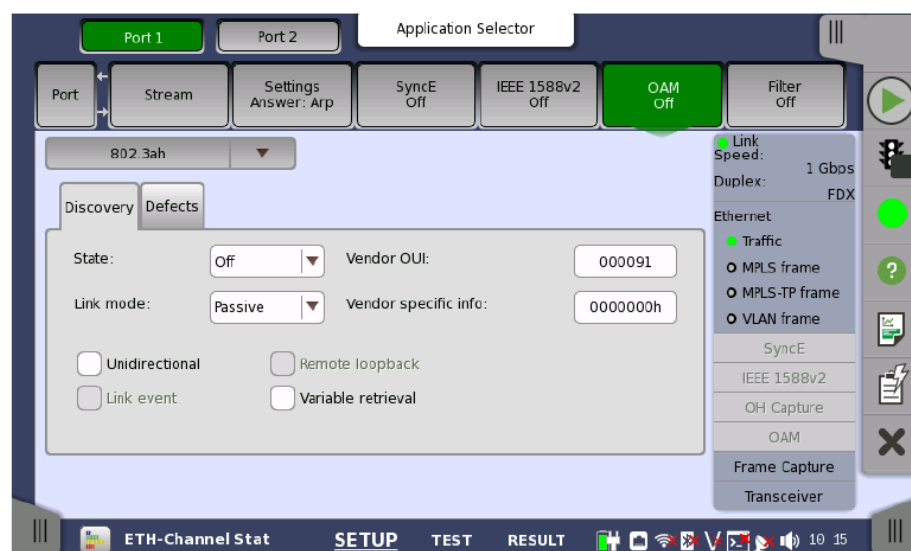 Port 1
Port 2
Application Selector
Port
Stream
Settings
Answer: Arp
SyncE
Off
IEEE 1588v2
Off
OAM
Off
Filter
Off
802.3ah
Discovery
Defects
State:
Off
Vendor OUI:
000091
Link mode:
Passive
Vendor specific info:
0000000h
Unidirectional
Remote loopback
Link event
Variable retrieval
Link
Speed:
1 Gbps
Duplex:
FDX
Ethernet
Traffic
MPLS frame
MPLS-TP frame
VLAN frame
SyncE
IEEE 1588v2
OH Capture
OAM
Frame Capture
Transceiver
ETH-Channel Stat
SETUP
TEST
RESULT
10 15